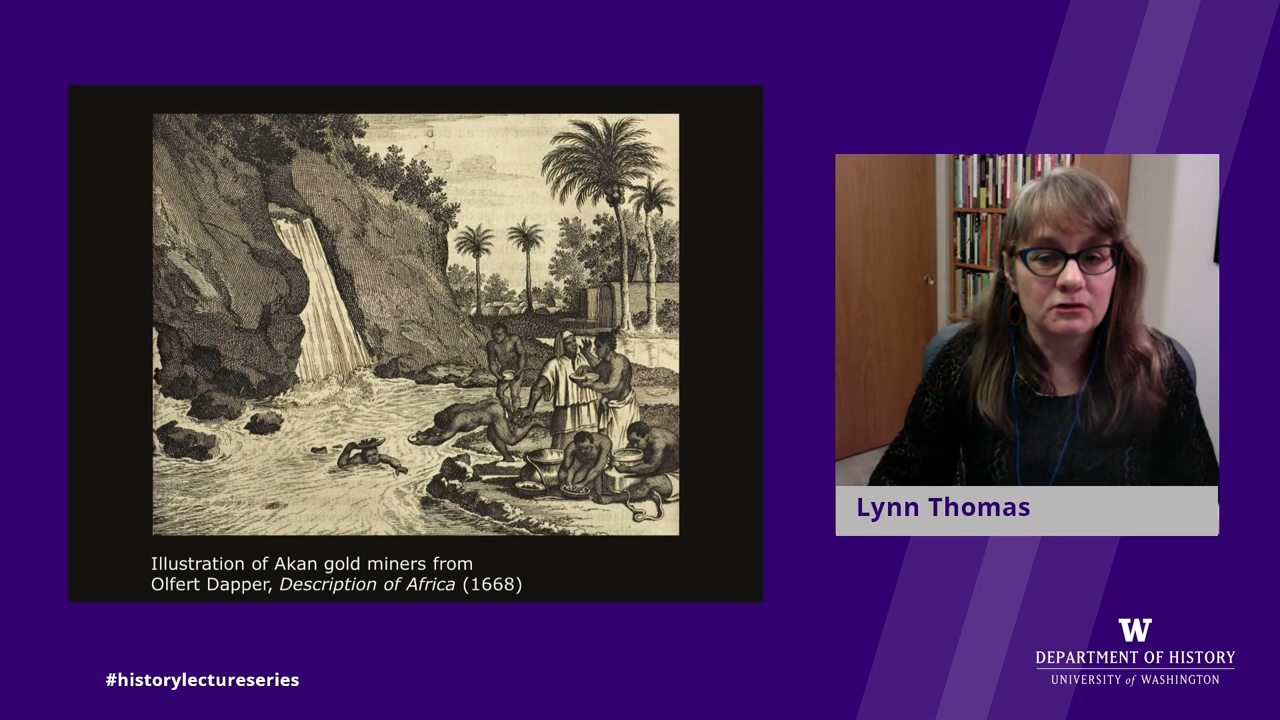 Illustration of Akan gold miners from
Olfert Dapper, Description of Africa (1668)
Lynn Thomas
#historylectureseries
W
DEPARTMENT OF HISTORY
UNIVERSITY of WASHINGTON